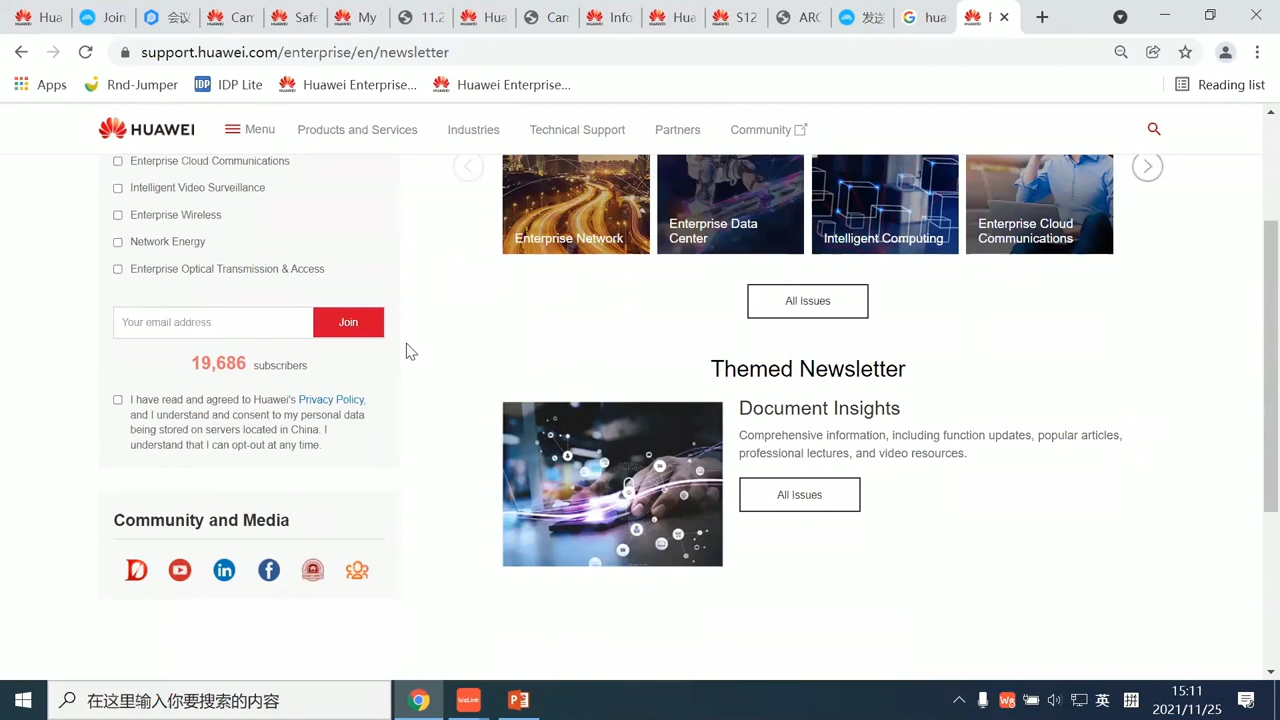 Hua
Join
会议
Can
Safe
My
11.2
Hua
Can
Info
Hua
S12
ARC
发送
hua
support.huawei.com/enterprise/en/newsletter
Apps
Rnd-Jumper
IDP
IDP Lite
Huawei Enterprise...
Huawei Enterprise...
Reading list
HUAWEI
Menu
Products and Services
Industries
Technical Support
Partners
Community
Enterprise Cloud Communications
Intelligent Video Surveillance
Enterprise Wireless
Network Energy
Enterprise Optical Transmission & Access
Your email address
Join
19,686 subscribers
I have read and agreed to Huawei's Privacy Policy,
and I understand and consent to my personal data
being stored on servers located in China. I
understand that I can opt-out at any time.
Community and Media
Enterprise Network
Enterprise Data
Center
Intelligent Computing
Enterprise Cloud
Communications
All Issues
Themed Newsletter
Document Insights
Comprehensive information, including function updates, popular articles,
professional lectures, and video resources.
All Issues
在这里输入你要搜索的内容
WeLink
英
拼
15:11
2021/11/25